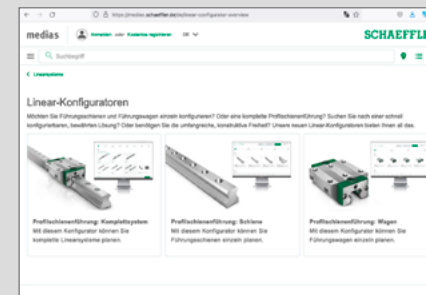 https://medias.schaeffler.de/de/linear-configurator-overview
medias Anmelden oder Kostenlos registrieren DE SCHAEFFLER
Suchbegriff
Linearsysteme
Linear-Konfiguratoren
Möchten Sie Führungsschienen und Führungswagen einzeln konfigurieren? Oder eine komplette Profilschienenführung? Suchen Sie nach einer schnell
konfigurierbaren, bewährten Lösung? Oder benötigen Sie die umfangreiche, konstruktive Freiheit? Unsere neuen Linear-Konfiguratoren bieten Ihnen all das.
Profilschienenführung: Komplettsystem
Mit diesem Konfigurator können Sie
komplette Linearsysteme planen.
Profilschienenführung: Schiene
Mit diesem Konfigurator können Sie
Führungsschienen einzeln planen.
Profilschienenführung: Wagen
Mit diesem Konfigurator können Sie
Führungswagen einzeln planen.